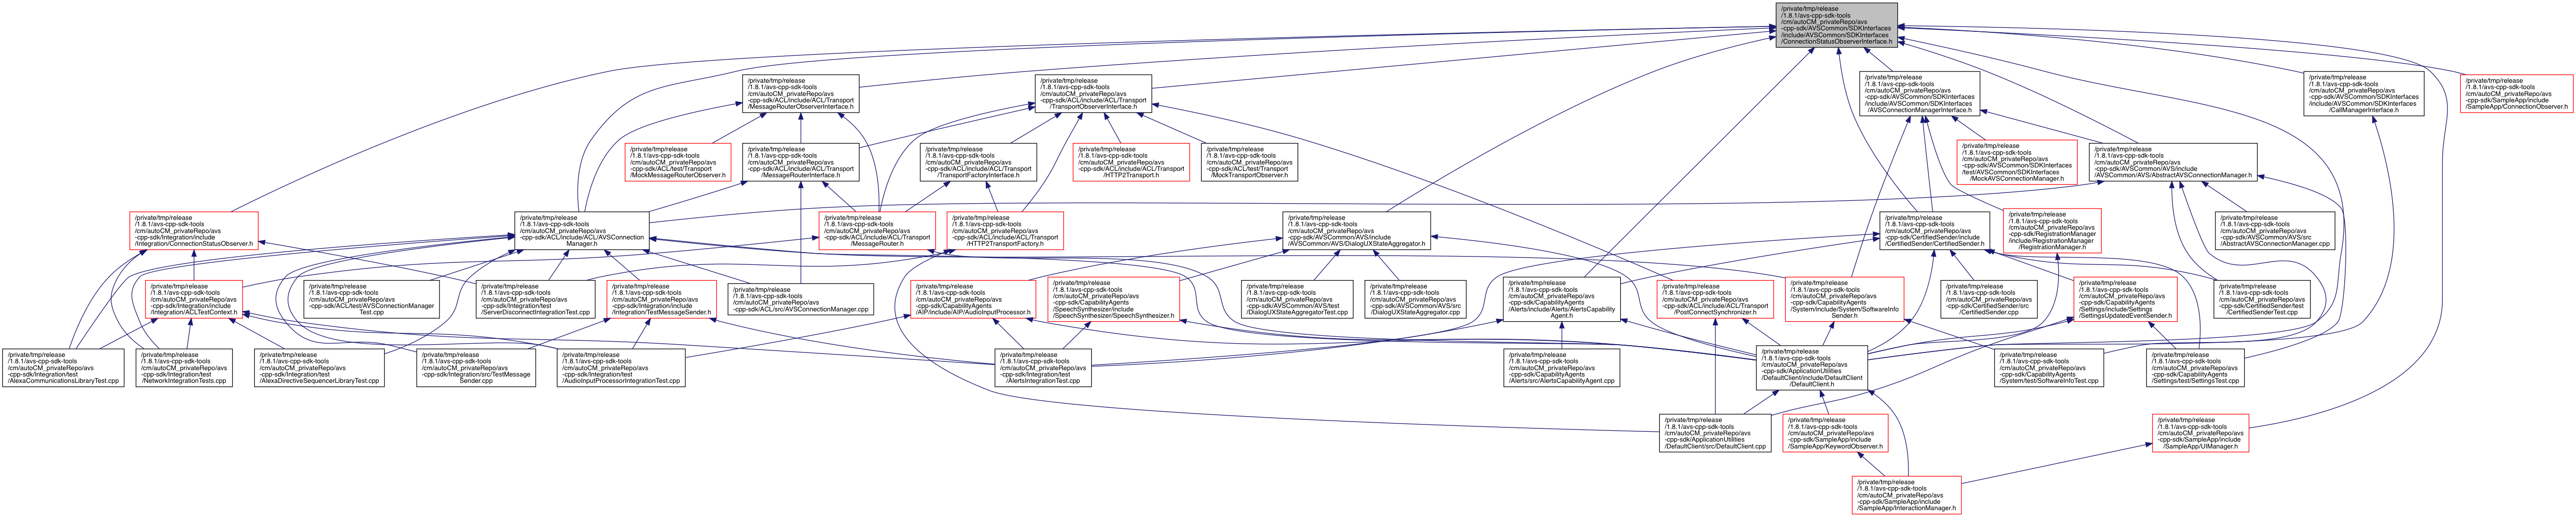 /private/tmp/release
/1.8.1/avs-cpp-sdk-tools
/cm/autoCM_privateRepo/avs
-cpp-sdk/AVSCommon/SDKInterfaces
/include/AVSCommon/SDKInterfaces
/ConnectionStatusObserverInterface.h
/private/tmp/release
/1.8.1/avs-cpp-sdk-tools
/cm/autoCM_privateRepo/avs
-cpp-sdk/ACL/include/ACL/Transport
/MessageRouterObserverInterface.h
/private/tmp/release
/1.8.1/avs-cpp-sdk-tools
/cm/autoCM_privateRepo/avs
-cpp-sdk/ACL/include/ACL/Transport
/TransportObserverInterface.h
/private/tmp/release
/1.8.1/avs-cpp-sdk-tools
/cm/autoCM_privateRepo/avs
-cpp-sdk/AVSCommon/SDKInterfaces
/include/AVSCommon/SDKInterfaces
/AVSConnectionManagerInterface.h
/private/tmp/release
/1.8.1/avs-cpp-sdk-tools
/cm/autoCM_privateRepo/avs
-cpp-sdk/AVSCommon/SDKInterfaces
/include/AVSCommon/SDKInterfaces
/CallManagerInterface.h
/private/tmp/release
/1.8.1/avs-cpp-sdk-tools
/cm/autoCM_privateRepo/avs
-cpp-sdk/SampleApp/include
/SampleApp/ConnectionObserver.h
/private/tmp/release
/1.8.1/avs-cpp-sdk-tools
/cm/autoCM_privateRepo/avs
-cpp-sdk/ACL/test/Transport
/MockMessageRouterObserver.h
/private/tmp/release
/1.8.1/avs-cpp-sdk-tools
/cm/autoCM_privateRepo/avs
-cpp-sdk/ACL/include/ACL/Transport
/MessageRouterInterface.h
/private/tmp/release
/1.8.1/avs-cpp-sdk-tools
/cm/autoCM_privateRepo/avs
-cpp-sdk/ACL/include/ACL/Transport
/TransportFactoryInterface.h
/private/tmp/release
/1.8.1/avs-cpp-sdk-tools
/cm/autoCM_privateRepo/avs
-cpp-sdk/ACL/include/ACL/Transport
/HTTP2Transport.h
/private/tmp/release
/1.8.1/avs-cpp-sdk-tools
/cm/autoCM_privateRepo/avs
-cpp-sdk/ACL/test/Transport
/MockTransportObserver.h
/private/tmp/release
/1.8.1/avs-cpp-sdk-tools
/cm/autoCM_privateRepo/avs
-cpp-sdk/AVSCommon/SDKInterfaces
/test/AVSCommon/SDKInterfaces
/MockAVSConnectionManager.h
/private/tmp/release
/1.8.1/avs-cpp-sdk-tools
/cm/autoCM_privateRepo/avs
-cpp-sdk/AVSCommon/AVS/include
/AVSCommon/AVS/AbstractAVSConnectionManager.h
/private/tmp/release
/1.8.1/avs-cpp-sdk-tools
/cm/autoCM_privateRepo/avs
-cpp-sdk/Integration/include
/Integration/ConnectionStatusObserver.h
/private/tmp/release
/1.8.1/avs-cpp-sdk-tools
/cm/autoCM_privateRepo/avs
-cpp-sdk/ACL/include/ACL/AVSConnection
Manager.h
/private/tmp/release
/1.8.1/avs-cpp-sdk-tools
/cm/autoCM_privateRepo/avs
-cpp-sdk/ACL/include/ACL/Transport
/MessageRouter.h
/private/tmp/release
/1.8.1/avs-cpp-sdk-tools
/cm/autoCM_privateRepo/avs
-cpp-sdk/ACL/include/ACL/Transport
/HTTP2TransportFactory.h
/private/tmp/release
/1.8.1/avs-cpp-sdk-tools
/cm/autoCM_privateRepo/avs
-cpp-sdk/AVSCommon/AVS/include
/AVSCommon/AVS/DialogUXStateAggregator.h
/private/tmp/release
/1.8.1/avs-cpp-sdk-tools
/cm/autoCM_privateRepo/avs
-cpp-sdk/CertifiedSender/include
/CertifiedSender/CertifiedSender.h
/private/tmp/release
/1.8.1/avs-cpp-sdk-tools
/cm/autoCM_privateRepo/avs
-cpp-sdk/RegistrationManager
/include/RegistrationManager
/RegistrationManager.h
/private/tmp/release
/1.8.1/avs-cpp-sdk-tools
/cm/autoCM_privateRepo/avs
-cpp-sdk/AVSCommon/AVS/src
/AbstractAVSConnectionManager.cpp
/private/tmp/release
/1.8.1/avs-cpp-sdk-tools
/cm/autoCM_privateRepo/avs
-cpp-sdk/Integration/include
/Integration/ACLTestContext.h
/private/tmp/release
/1.8.1/avs-cpp-sdk-tools
/cm/autoCM_privateRepo/avs
-cpp-sdk/ACL/test/AVSConnectionManager
Test.cpp
/private/tmp/release
/1.8.1/avs-cpp-sdk-tools
/cm/autoCM_privateRepo/avs
-cpp-sdk/Integration/test
/ServerDisconnectIntegrationTest.cpp
/private/tmp/release
/1.8.1/avs-cpp-sdk-tools
/cm/autoCM_privateRepo/avs
-cpp-sdk/Integration/include
/Integration/TestMessageSender.h
/private/tmp/release
/1.8.1/avs-cpp-sdk-tools
/cm/autoCM_privateRepo/avs
-cpp-sdk/ACL/src/AVSConnectionManager.cpp
/private/tmp/release
/1.8.1/avs-cpp-sdk-tools
/cm/autoCM_privateRepo/avs
-cpp-sdk/CapabilityAgents
/AIP/include/AIP/AudioInputProcessor.h
/private/tmp/release
/1.8.1/avs-cpp-sdk-tools
/cm/autoCM_privateRepo/avs
-cpp-sdk/CapabilityAgents
/SpeechSynthesizer/include
/SpeechSynthesizer/SpeechSynthesizer.h
/private/tmp/release
/1.8.1/avs-cpp-sdk-tools
/cm/autoCM_privateRepo/avs
-cpp-sdk/AVSCommon/AVS/test
/DialogUXStateAggregatorTest.cpp
/private/tmp/release
/1.8.1/avs-cpp-sdk-tools
/cm/autoCM_privateRepo/avs
-cpp-sdk/AVSCommon/AVS/src
/DialogUXStateAggregator.cpp
/private/tmp/release
/1.8.1/avs-cpp-sdk-tools
/cm/autoCM_privateRepo/avs
-cpp-sdk/CapabilityAgents
/Alerts/include/Alerts/AlertsCapability
Agent.h
/private/tmp/release
/1.8.1/avs-cpp-sdk-tools
/cm/autoCM_privateRepo/avs
-cpp-sdk/ACL/include/ACL/Transport
/PostConnectSynchronizer.h
/private/tmp/release
/1.8.1/avs-cpp-sdk-tools
/cm/autoCM_privateRepo/avs
-cpp-sdk/CapabilityAgents
/System/include/System/SoftwareInfo
Sender.h
/private/tmp/release
/1.8.1/avs-cpp-sdk-tools
/cm/autoCM_privateRepo/avs
-cpp-sdk/CertifiedSender/src
/CertifiedSender.cpp
/private/tmp/release
/1.8.1/avs-cpp-sdk-tools
/cm/autoCM_privateRepo/avs
-cpp-sdk/CapabilityAgents
/Settings/include/Settings
/SettingsUpdatedEventSender.h
/private/tmp/release
/1.8.1/avs-cpp-sdk-tools
/cm/autoCM_privateRepo/avs
-cpp-sdk/CertifiedSender/test
/CertifiedSenderTest.cpp
/private/tmp/release
/1.8.1/avs-cpp-sdk-tools
/cm/autoCM_privateRepo/avs
-cpp-sdk/Integration/test
/AlexaCommunicationsLibraryTest.cpp
/private/tmp/release
/1.8.1/avs-cpp-sdk-tools
/cm/autoCM_privateRepo/avs
-cpp-sdk/Integration/test
/NetworkIntegrationTests.cpp
/private/tmp/release
/1.8.1/avs-cpp-sdk-tools
/cm/autoCM_privateRepo/avs
-cpp-sdk/Integration/test
/AlexaDirectiveSequencerLibraryTest.cpp
/private/tmp/release
/1.8.1/avs-cpp-sdk-tools
/cm/autoCM_privateRepo/avs
-cpp-sdk/Integration/src/TestMessage
Sender.cpp
/private/tmp/release
/1.8.1/avs-cpp-sdk-tools
/cm/autoCM_privateRepo/avs
-cpp-sdk/Integration/test
/AudioInputProcessorIntegrationTest.cpp
/private/tmp/release
/1.8.1/avs-cpp-sdk-tools
/cm/autoCM_privateRepo/avs
-cpp-sdk/Integration/test
/AlertsIntegrationTest.cpp
/private/tmp/release
/1.8.1/avs-cpp-sdk-tools
/cm/autoCM_privateRepo/avs
-cpp-sdk/CapabilityAgents
/Alerts/src/AlertsCapabilityAgent.cpp
/private/tmp/release
/1.8.1/avs-cpp-sdk-tools
/cm/autoCM_privateRepo/avs
-cpp-sdk/ApplicationUtilities
/DefaultClient/include/DefaultClient
/DefaultClient.h
/private/tmp/release
/1.8.1/avs-cpp-sdk-tools
/cm/autoCM_privateRepo/avs
-cpp-sdk/CapabilityAgents
/System/test/SoftwareInfoTest.cpp
/private/tmp/release
/1.8.1/avs-cpp-sdk-tools
/cm/autoCM_privateRepo/avs
-cpp-sdk/CapabilityAgents
/Settings/test/SettingsTest.cpp
/private/tmp/release
/1.8.1/avs-cpp-sdk-tools
/cm/autoCM_privateRepo/avs
-cpp-sdk/ApplicationUtilities
/DefaultClient/src/DefaultClient.cpp
/private/tmp/release
/1.8.1/avs-cpp-sdk-tools
/cm/autoCM_privateRepo/avs
-cpp-sdk/SampleApp/include
/SampleApp/KeywordObserver.h
/private/tmp/release
/1.8.1/avs-cpp-sdk-tools
/cm/autoCM_privateRepo/avs
-cpp-sdk/SampleApp/include
/SampleApp/UIManager.h
/private/tmp/release
/1.8.1/avs-cpp-sdk-tools
/cm/autoCM_privateRepo/avs
-cpp-sdk/SampleApp/include
/SampleApp/InteractionManager.h